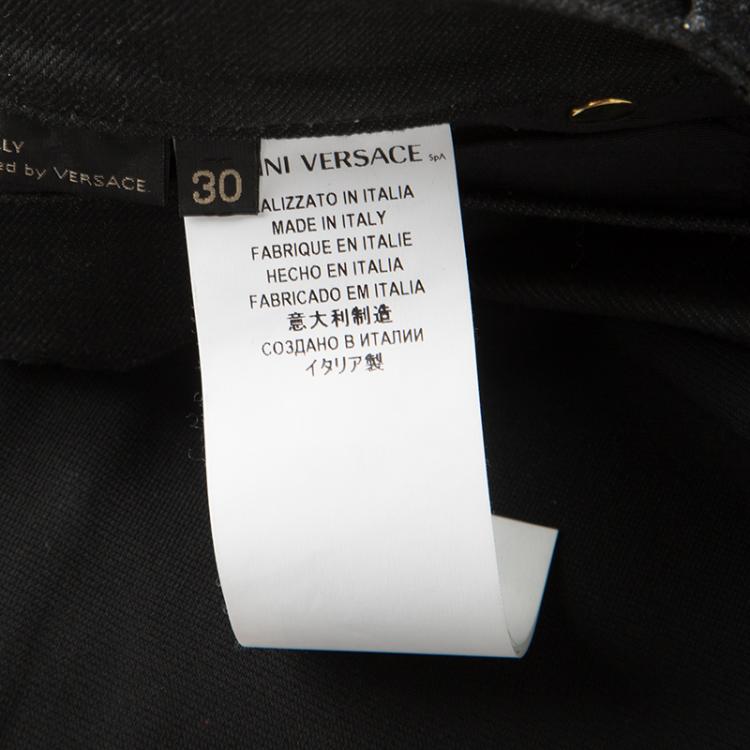 LY
ed by VERSACE
30
NI VERSACE SpA
ALIZZATO IN ITALIA
MADE IN ITALY
FABRIQUE EN ITALIE
HECHO EN ITALIA
FABRICADO EM ITALIA
意大利制造
СОЗДАНО В ИТАЛИИ
イタリア製